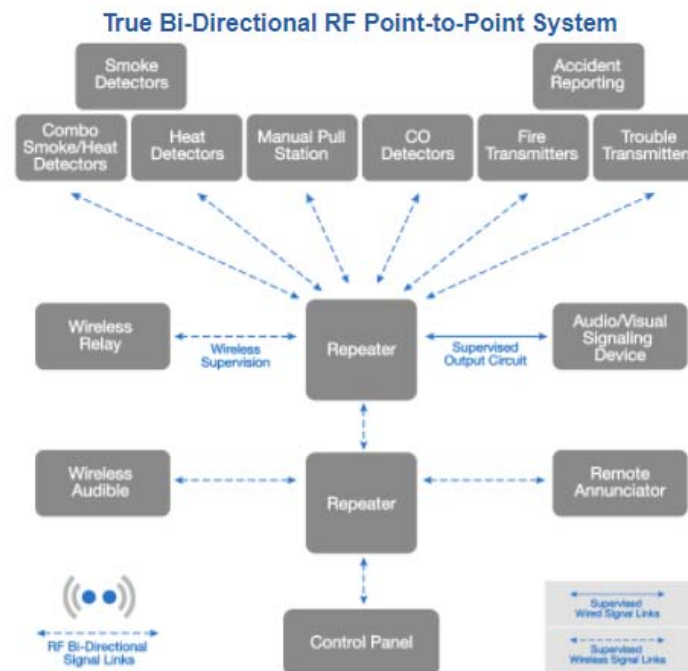 True Bi-Directional RF Point-to-Point System
Smoke
Detectors
Accident
Reporting
Combo
Smoke/Heat
Detectors
Heat
Detectors
Manual Pull
Station
CO
Detectors
Fire
Transmitters
Trouble
Transmitters
Wireless
Relay
Wireless
Supervision
Repeater
Supervised
Output Circuit
Audio/Visual
Signaling
Device
Wireless
Audible
Repeater
Remote
Annunciator
RF Bi-Directional
Signal Links
Control Panel
Supervised
Wired Signal Links
Supervised
Wireless Signal Links